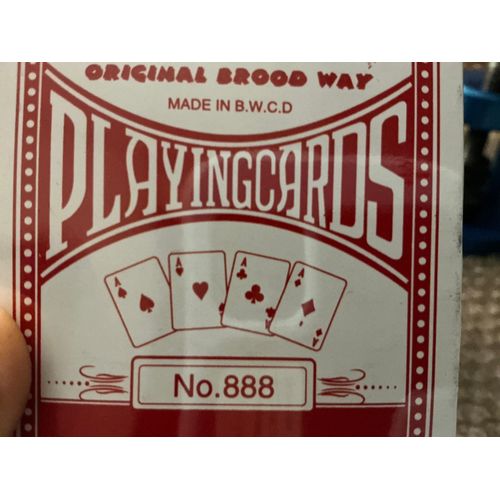 ORIGINAL BROOD WAY
MADE IN B.W.C.D
PLAYINGCARDS
A A A A
No.888